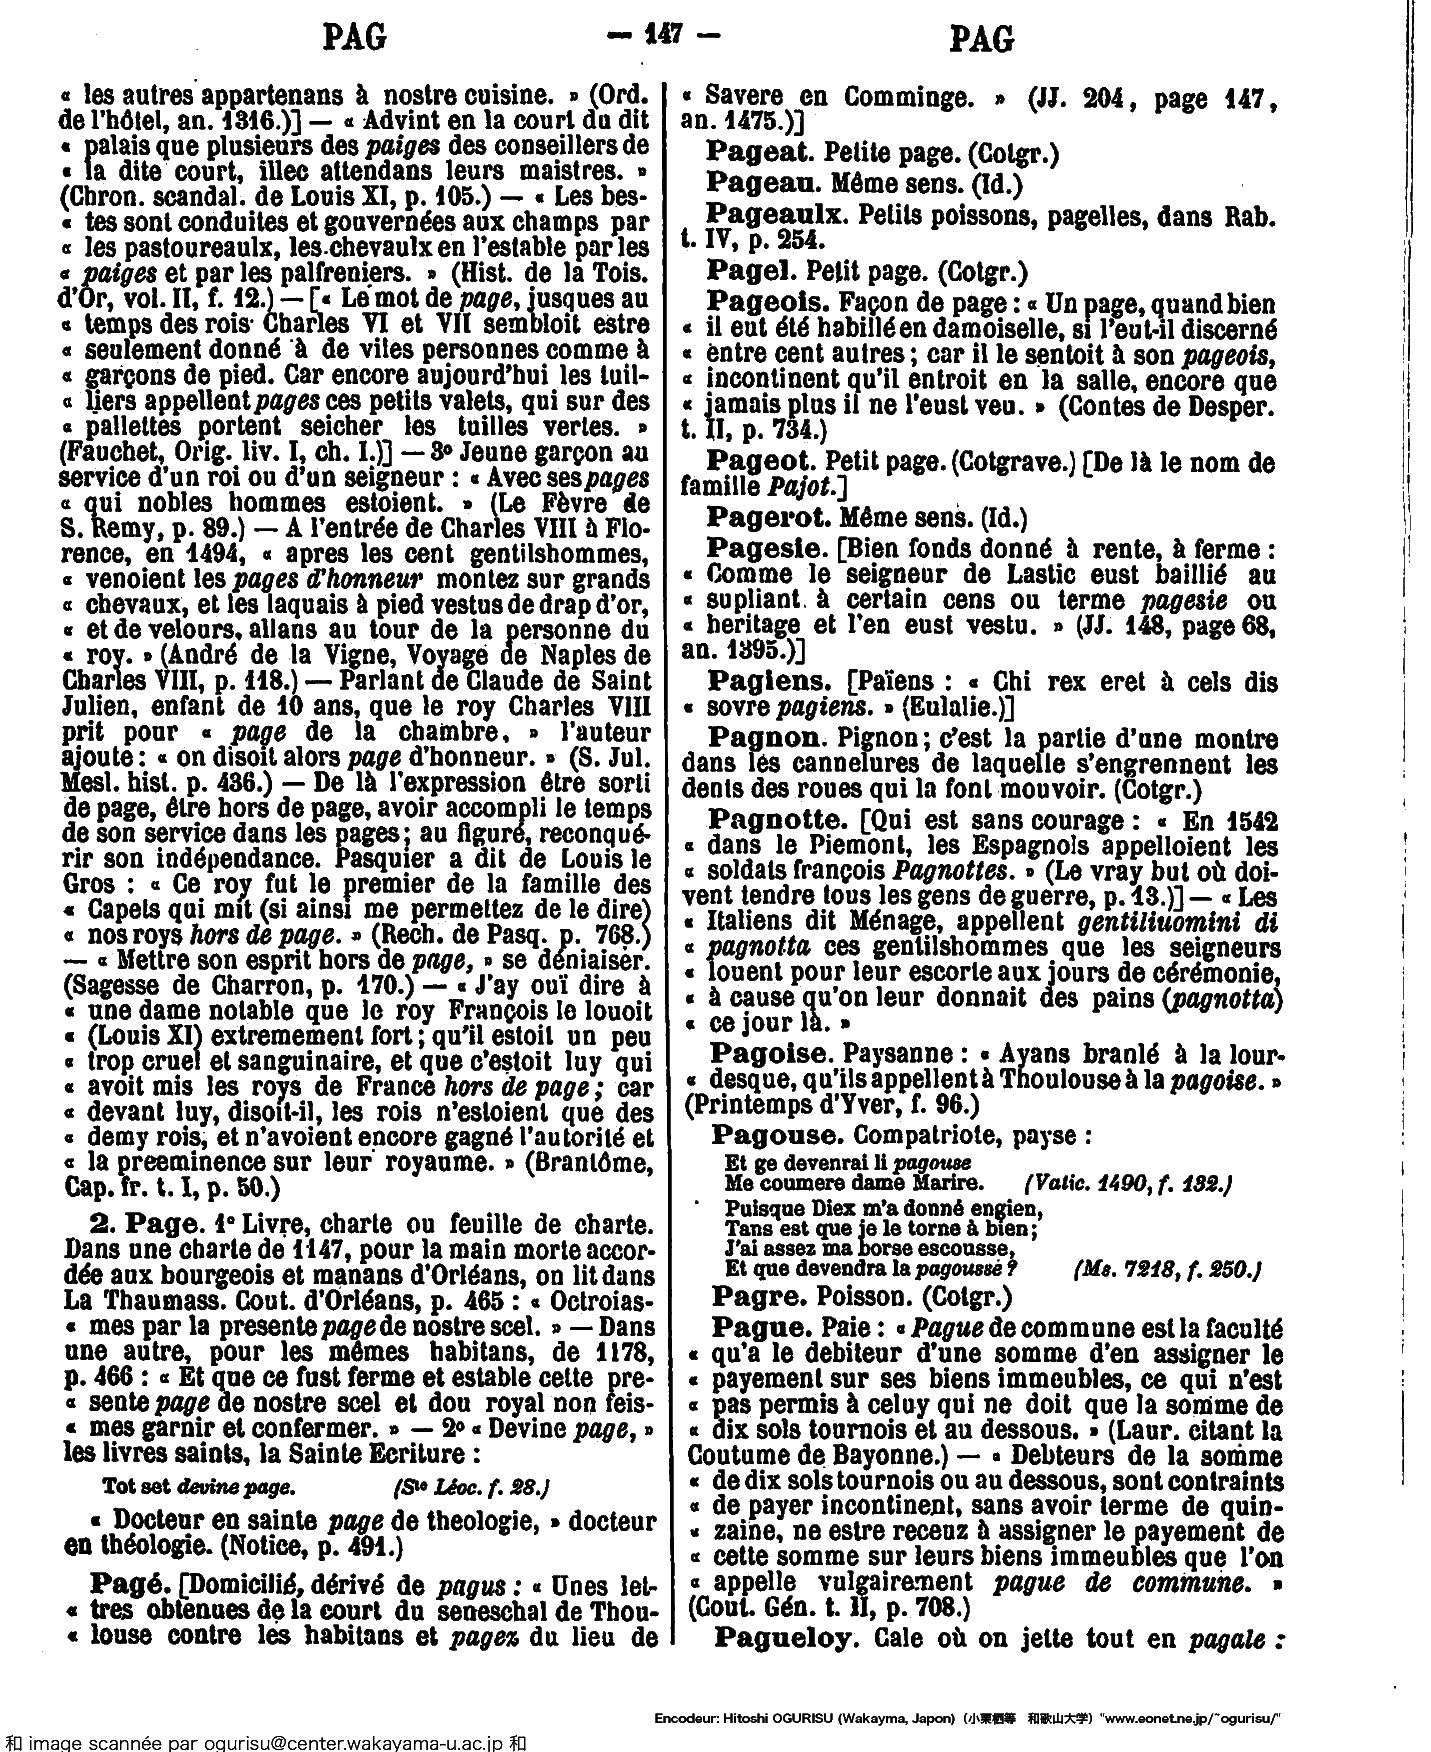 PAG — 147 — PAG
« les autres appartenans à nostre cuisine. » (Ord.
de l'hôtel, an. 1316.)] — « Advint en la court du dit
« palais que plusieurs des paiges des conseillers de
« la dite court, illec attendans leurs maistres. »
(Chron. scandal. de Louis XI, p. 105.) — « Les bes-
« tes sont conduites et gouvernées aux champs par
« les pastoureaulx, les chevaulx en l'estable par les
« paiges et par les palfreniers. » (Hist. de la Tois.
d'Or, vol. II, f. 12.) — [« Le mot de page, jusques au
« temps des rois Charles VI et VII sembloit estre
« seulement donné à de viles personnes comme à
« garçons de pied. Car encore aujourd'hui les tuil-
« liers appellent pages ces petits valets, qui sur des
« pallettes portent seicher les tuilles vertes. »
(Fauchet, Orig. liv. I, ch. I.)] — 3° Jeune garçon au
service d'un roi ou d'un seigneur : « Avec ses pages
« qui nobles hommes estoient. » (Le Fèvre de
S. Remy, p. 89.) — A l'entrée de Charles VIII à Flo-
rence, en 1494, « apres les cent gentilshommes,
« venoient les pages d'honneur montez sur grands
« chevaux, et les laquais à pied vestus de drap d'or,
« et de velours, allans au tour de la personne du
« roy. » (André de la Vigne, Voyage de Naples de
Charles VIII, p. 118.) — Parlant de Claude de Saint
Julien, enfant de 10 ans, que le roy Charles VIII
prit pour « page de la chambre, » l'auteur
ajoute : « on disoit alors page d'honneur. » (S. Jul.
Mesl. hist. p. 436.) — De là l'expression être sorti
de page, être hors de page, avoir accompli le temps
de son service dans les pages ; au figuré, reconqué-
rir son indépendance. Pasquier a dit de Louis le
Gros : « Ce roy fut le premier de la famille des
« Capets qui mit (si ainsi me permettez de le dire)
« nos roys hors de page. » (Rech. de Pasq. p. 768.)
— « Mettre son esprit hors de page, » se déniaiser.
(Sagesse de Charron, p. 170.) — « J'ay ouï dire à
« une dame notable que le roy François le louoit
« (Louis XI) extremement fort ; qu'il estoit un peu
« trop cruel et sanguinaire, et que c'estoit luy qui
« avoit mis les roys de France hors de page ; car
« devant luy, disoit-il, les rois n'estoient que des
« demy rois, et n'avoient encore gagné l'autorité et
« la preeminence sur leur royaume. » (Brantôme,
Cap. fr. t. I, p. 50.)
2. Page. 1° Livre, charte ou feuille de charte.
Dans une charte de 1147, pour la main morte accor-
dée aux bourgeois et manans d'Orléans, on lit dans
La Thaumass. Cout. d'Orléans, p. 465 : « Octroias-
« mes par la presente page de nostre scel. » — Dans
une autre, pour les mêmes habitans, de 1178,
p. 466 : « Et que ce fust ferme et estable cette pre-
« sente page de nostre scel et dou royal non feis-
« mes garnir et confermer. » — 2° « Devine page, »
les livres saints, la Sainte Ecriture :
Tot set devine page. (Ste Léoc. f. 28.)
« Docteur en sainte page de theologie, » docteur
en théologie. (Notice, p. 491.)
Pagé. [Domicilié, dérivé de pagus : « Unes let-
« tres obtenues de la court du seneschal de Thou-
« louse contre les habitans et pagez du lieu de
« Savere en Comminge. » (JJ. 204, page 147,
an. 1475.)]
Pageat. Petite page. (Cotgr.)
Pageau. Même sens. (Id.)
Pageaulx. Petits poissons, pagelles, dans Rab.
t. IV, p. 254.
Pagel. Petit page. (Cotgr.)
Pageois. Façon de page : « Un page, quand bien
« il eut été habillé en damoiselle, si l'eut-il discerné
« entre cent autres ; car il le sentoit à son pageois,
« incontinent qu'il entroit en la salle, encore que
« jamais plus il ne l'eust veu. » (Contes de Desper.
t. II, p. 734.)
Pageot. Petit page. (Cotgrave.) [De là le nom de
famille Pajot.]
Pagerot. Même sens. (Id.)
Pagesie. [Bien fonds donné à rente, à ferme :
« Comme le seigneur de Lastic eust baillié au
« supliant à certain cens ou terme pagesie ou
« heritage et l'en eust vestu. » (JJ. 148, page 68,
an. 1395.)]
Pagiens. [Païens : « Chi rex eret à cels dis
« sovre pagiens. » (Eulalie.)]
Pagnon. Pignon ; c'est la partie d'une montre
dans les cannelures de laquelle s'engrennent les
dents des roues qui la font mouvoir. (Cotgr.)
Pagnotte. [Qui est sans courage : « En 1542
« dans le Piemont, les Espagnols appelloient les
« soldats françois Pagnottes. » (Le vray but où doi-
vent tendre tous les gens de guerre, p. 13.)] — « Les
« Italiens dit Ménage, appellent gentiliuomini di
« pagnotta ces gentilshommes que les seigneurs
« louent pour leur escorte aux jours de cérémonie,
« à cause qu'on leur donnait des pains (pagnotta)
« ce jour là. »
Pagoise. Paysanne : « Ayans branlé à la lour-
« desque, qu'ils appellent à Thoulouse à la pagoise. »
(Printemps d'Yver, f. 96.)
Pagouse. Compatriote, payse :
Et ge devenrai li pagouse
Me coumere dame Marire. (Vatic. 1490, f. 132.)
Puisque Diex m'a donné engien,
Tans est que je le torne à bien ;
J'ai assez ma borse escousse,
Et que devendra la pagousse ? (Ms. 7218, f. 250.)
Pagre. Poisson. (Cotgr.)
Pague. Paie : « Pague de commune est la faculté
« qu'a le debiteur d'une somme d'en assigner le
« payement sur ses biens immeubles, ce qui n'est
« pas permis à celuy qui ne doit que la somme de
« dix sols tournois et au dessous. » (Laur. citant la
Coutume de Bayonne.) — « Debteurs de la somme
« de dix sols tournois ou au dessous, sont contraints
« de payer incontinent, sans avoir terme de quin-
« zaine, ne estre receuz à assigner le payement de
« cette somme sur leurs biens immeubles que l'on
« appelle vulgairement pague de commune. »
(Cout. Gén. t. II, p. 708.)
Pagueloy. Cale où on jette tout en pagale :
Encodeur: Hitoshi OGURISU (Wakayma, Japon) (小栗栖等 和歌山大学) "www.eonet.ne.jp/~ogurisu/"
和 image scannée par ogurisu@center.wakayama-u.ac.jp 和